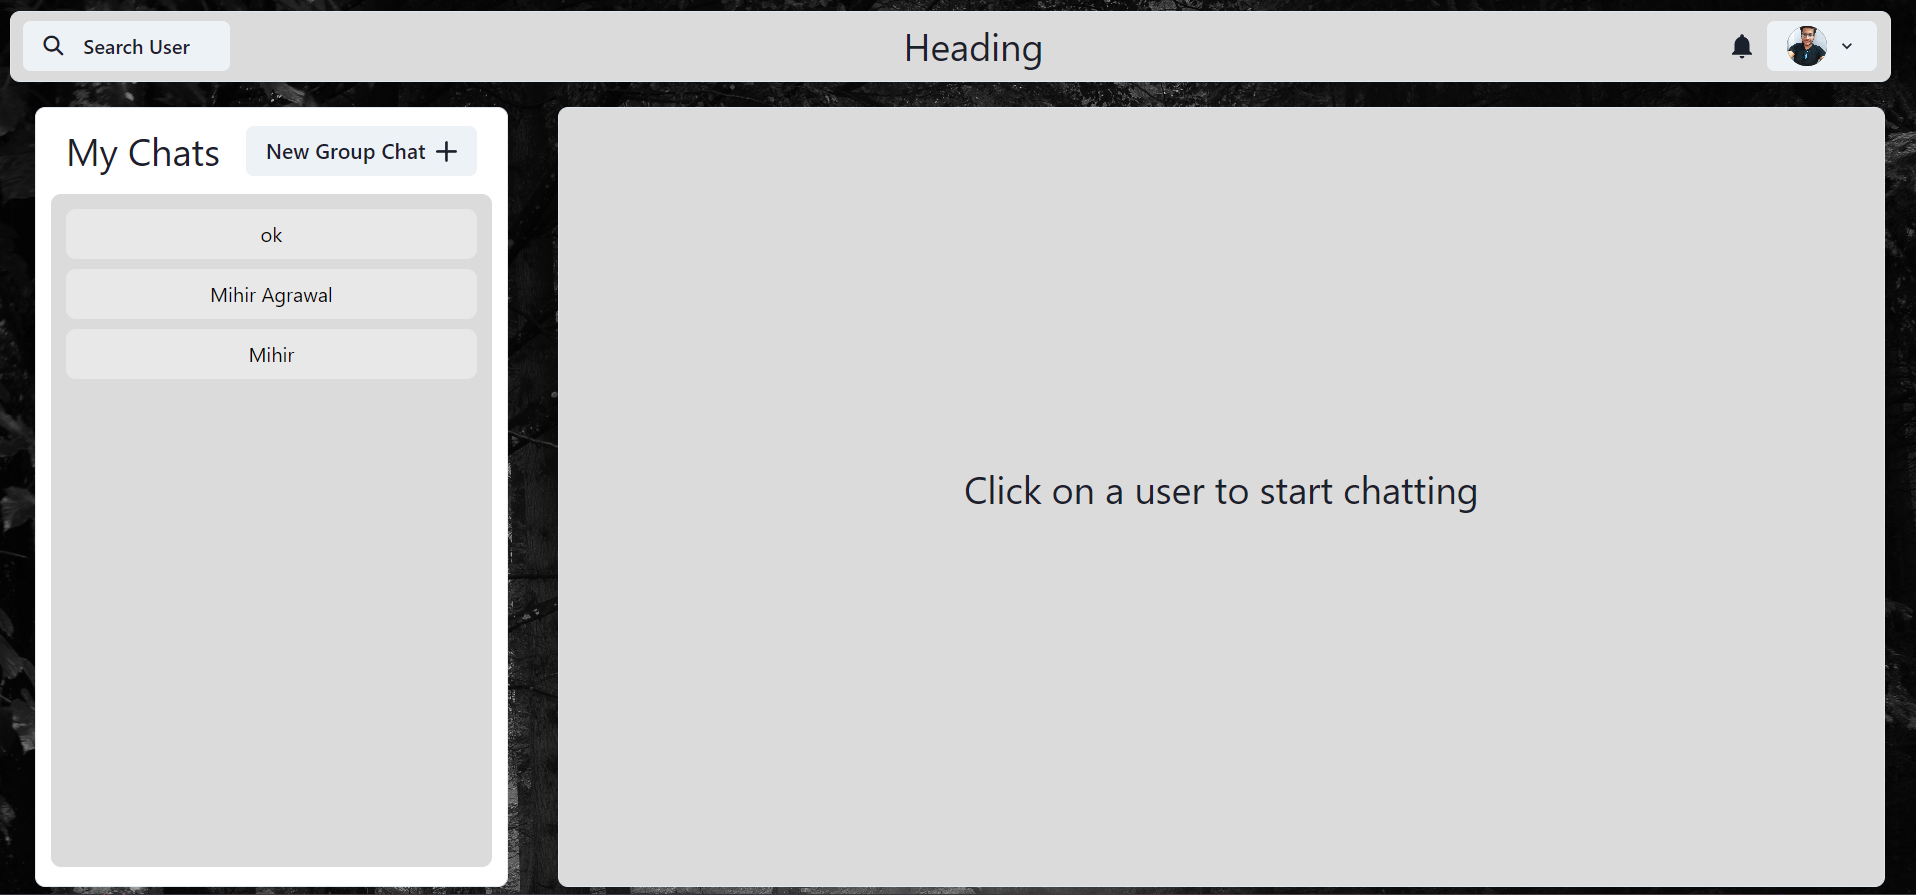 Search User
Heading
My Chats
New Group Chat
ok
Mihir Agrawal
Mihir
Click on a user to start chatting